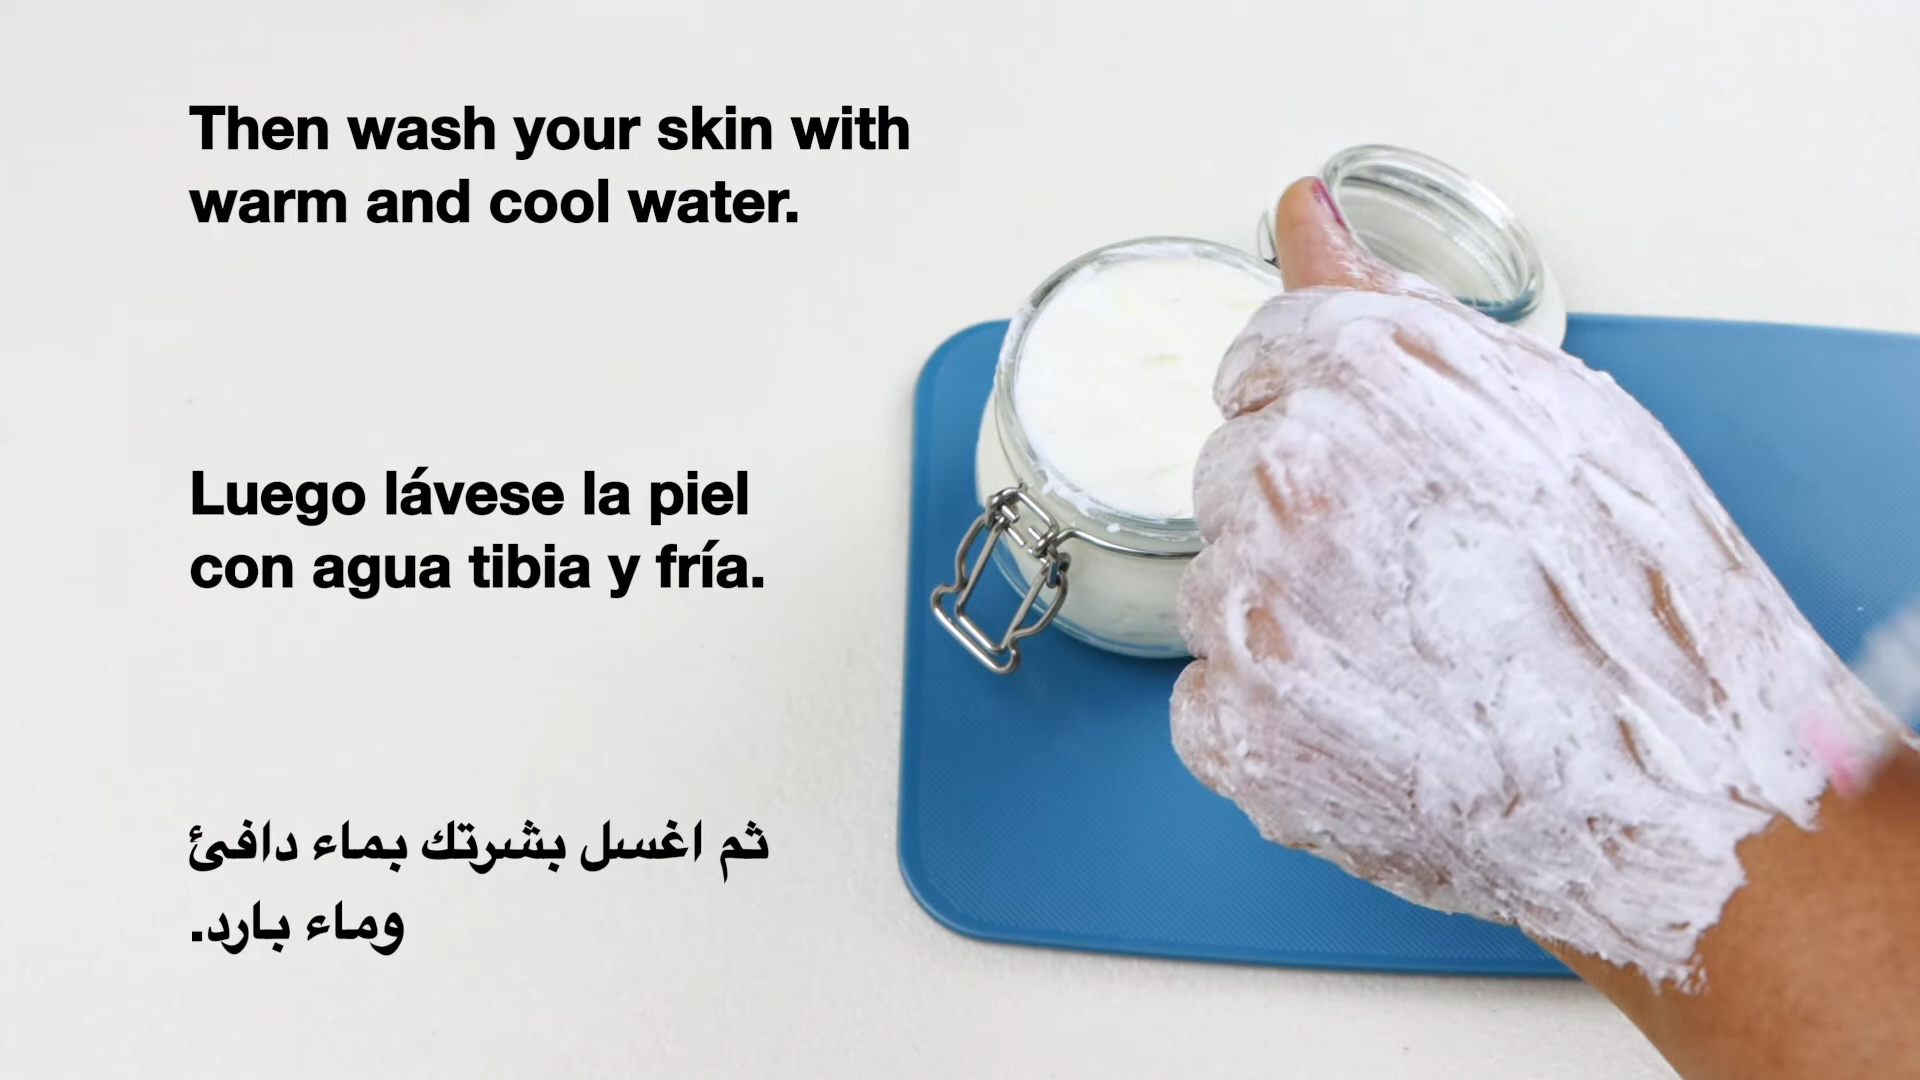 Then wash your skin with
warm and cool water.
Luego lávese la piel
con agua tibia y fría.
ثم اغسل بشرتك بماء دافئ
وماء بارد.